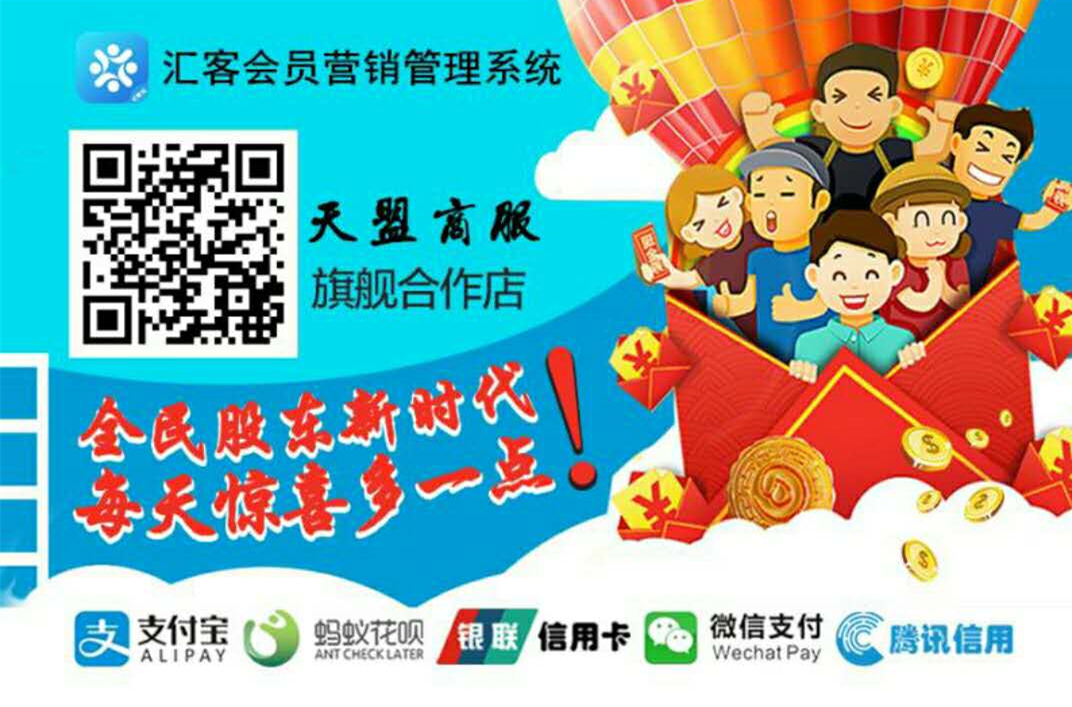 汇客会员营销管理系统
天盟商服
旗舰合作店
全民股东新时代
每天惊喜多一点!
支付宝
ALIPAY
蚂蚁花呗
ANT CHECK LATER
银联 信用卡
微信支付
Wechat Pay
腾讯信用